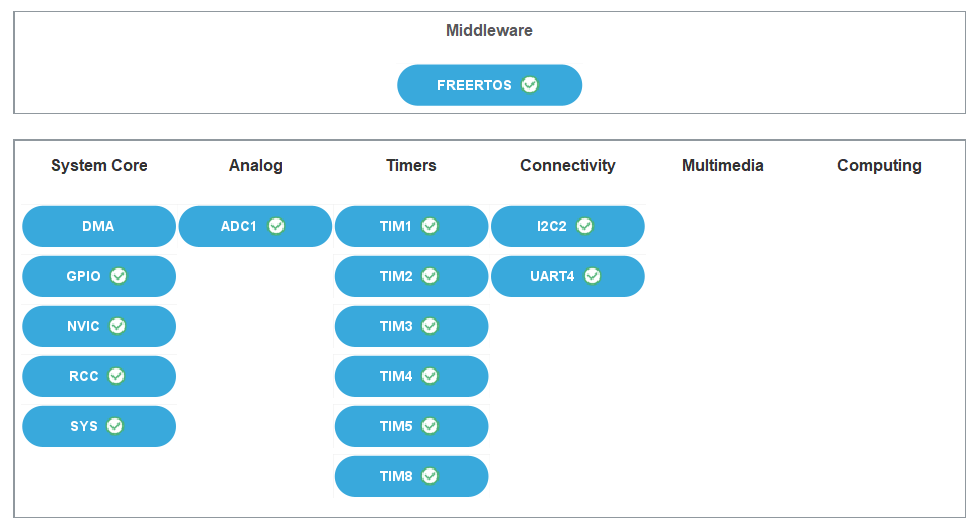 Middleware
FREERTOS
System Core Analog Timers Connectivity Multimedia Computing
DMA ADC1 TIM1 I2C2
GPIO TIM2 UART4
NVIC TIM3
RCC TIM4
SYS TIM5
TIM8